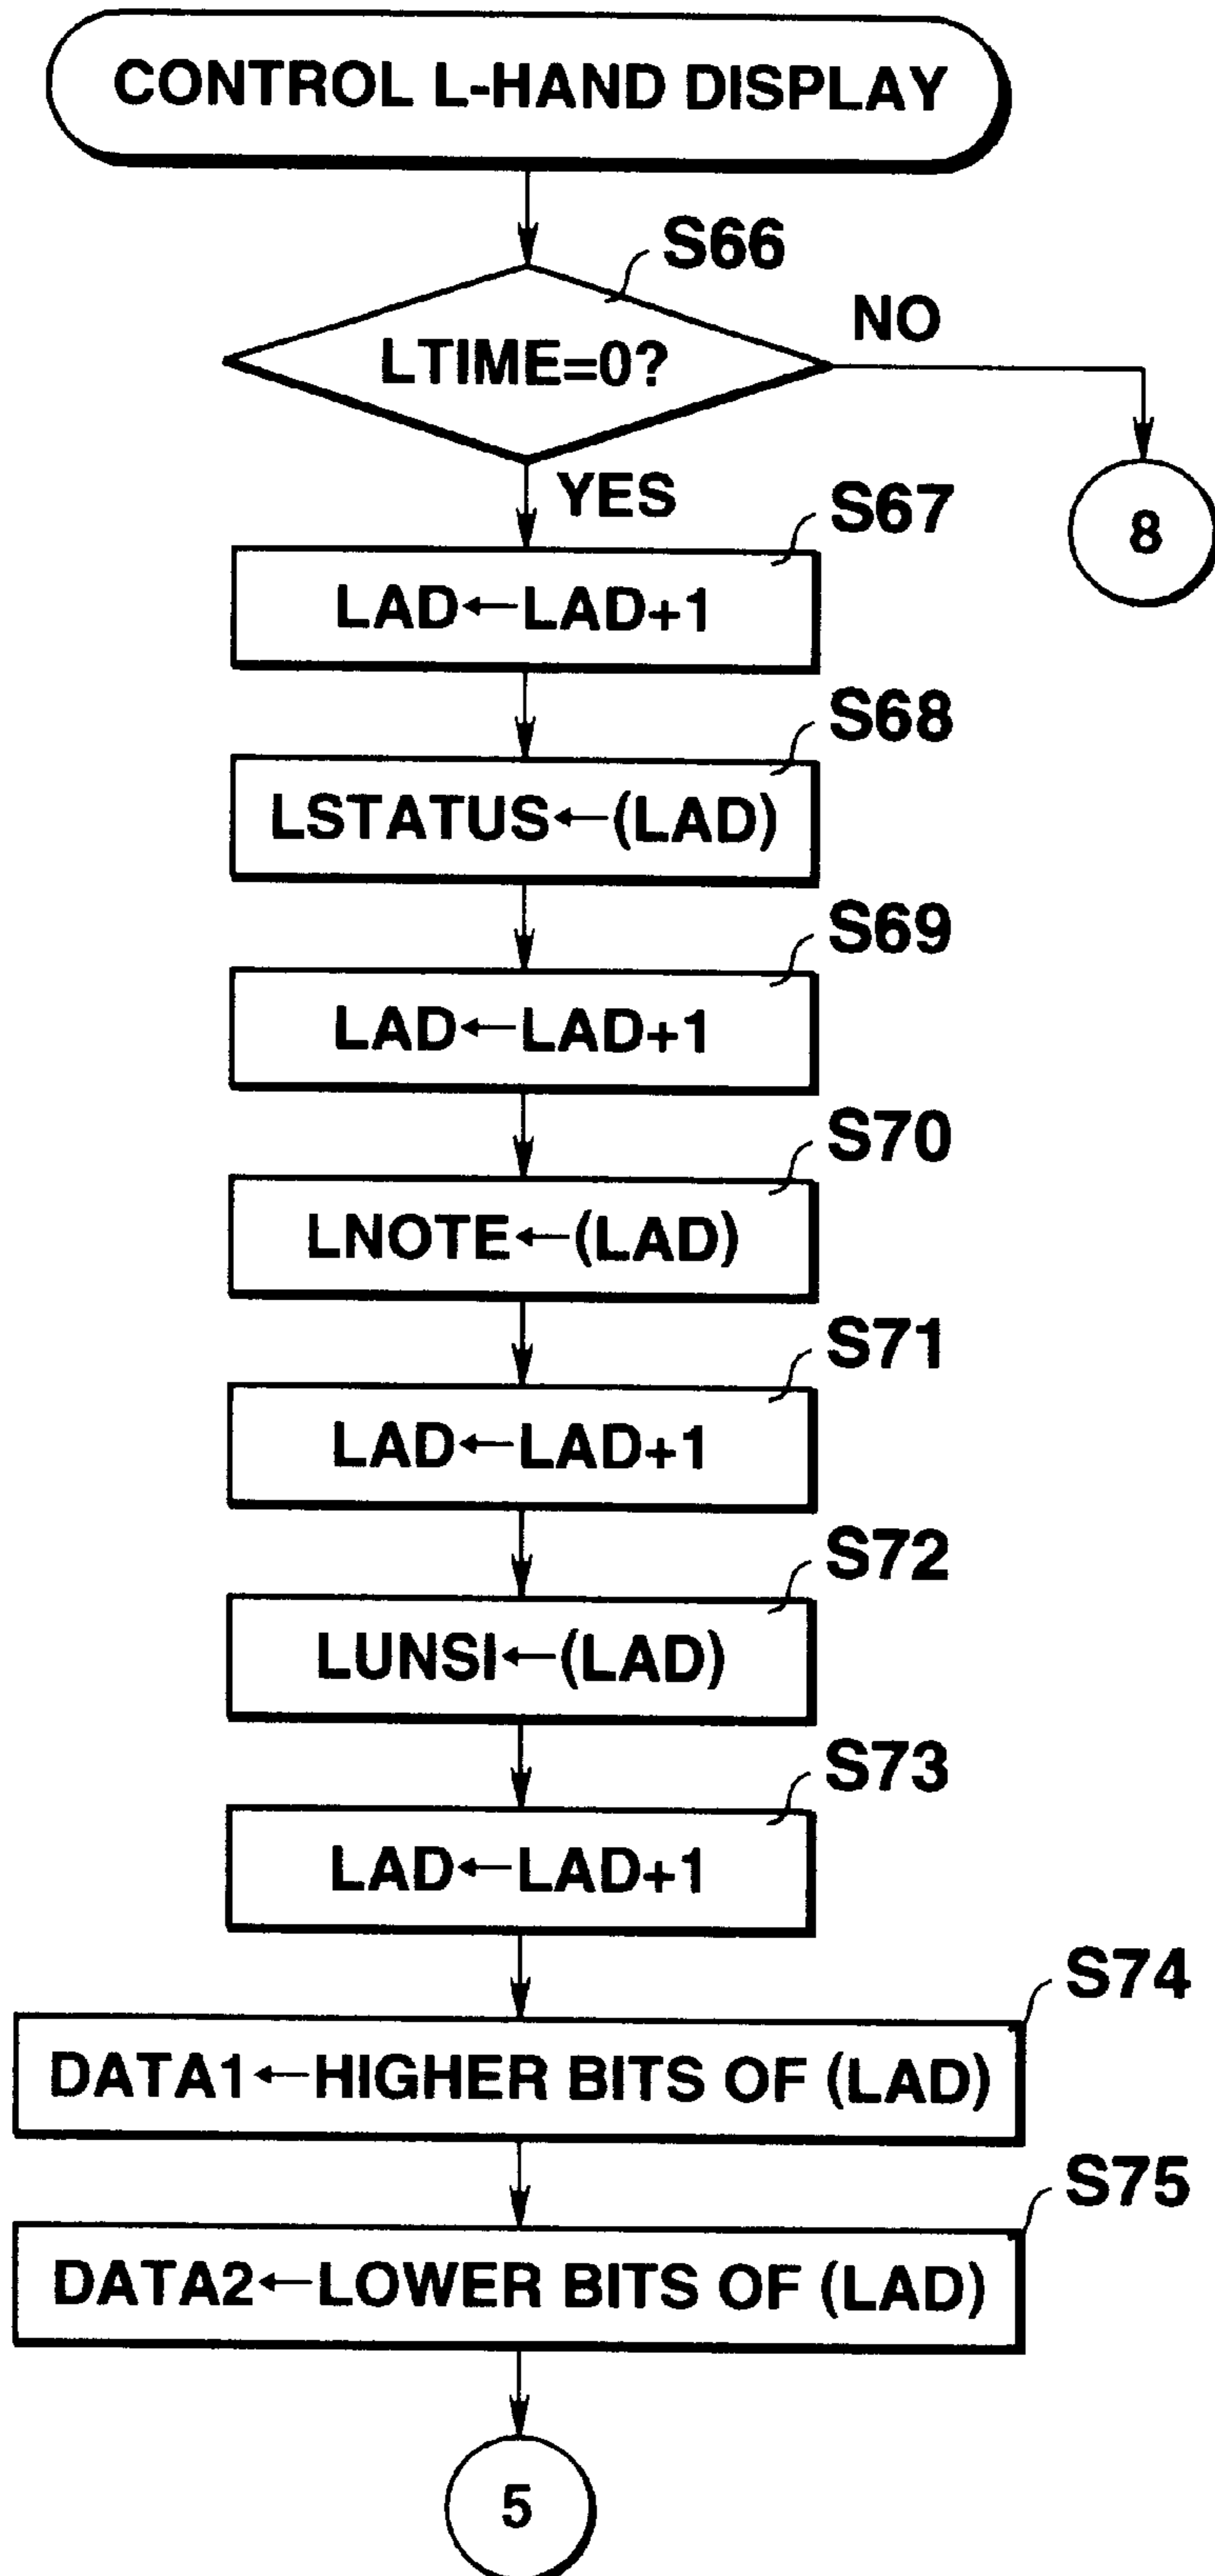 CONTROL L-HAND DISPLAY
S66
LTIME=0?
NO
8
YES
S67
LAD←LAD+1
S68
LSTATUS←(LAD)
S69
LAD←LAD+1
S70
LNOTE←(LAD)
S71
LAD←LAD+1
S72
LUNSI←(LAD)
S73
LAD←LAD+1
S74
DATA1←HIGHER BITS OF (LAD)
S75
DATA2←LOWER BITS OF (LAD)
5